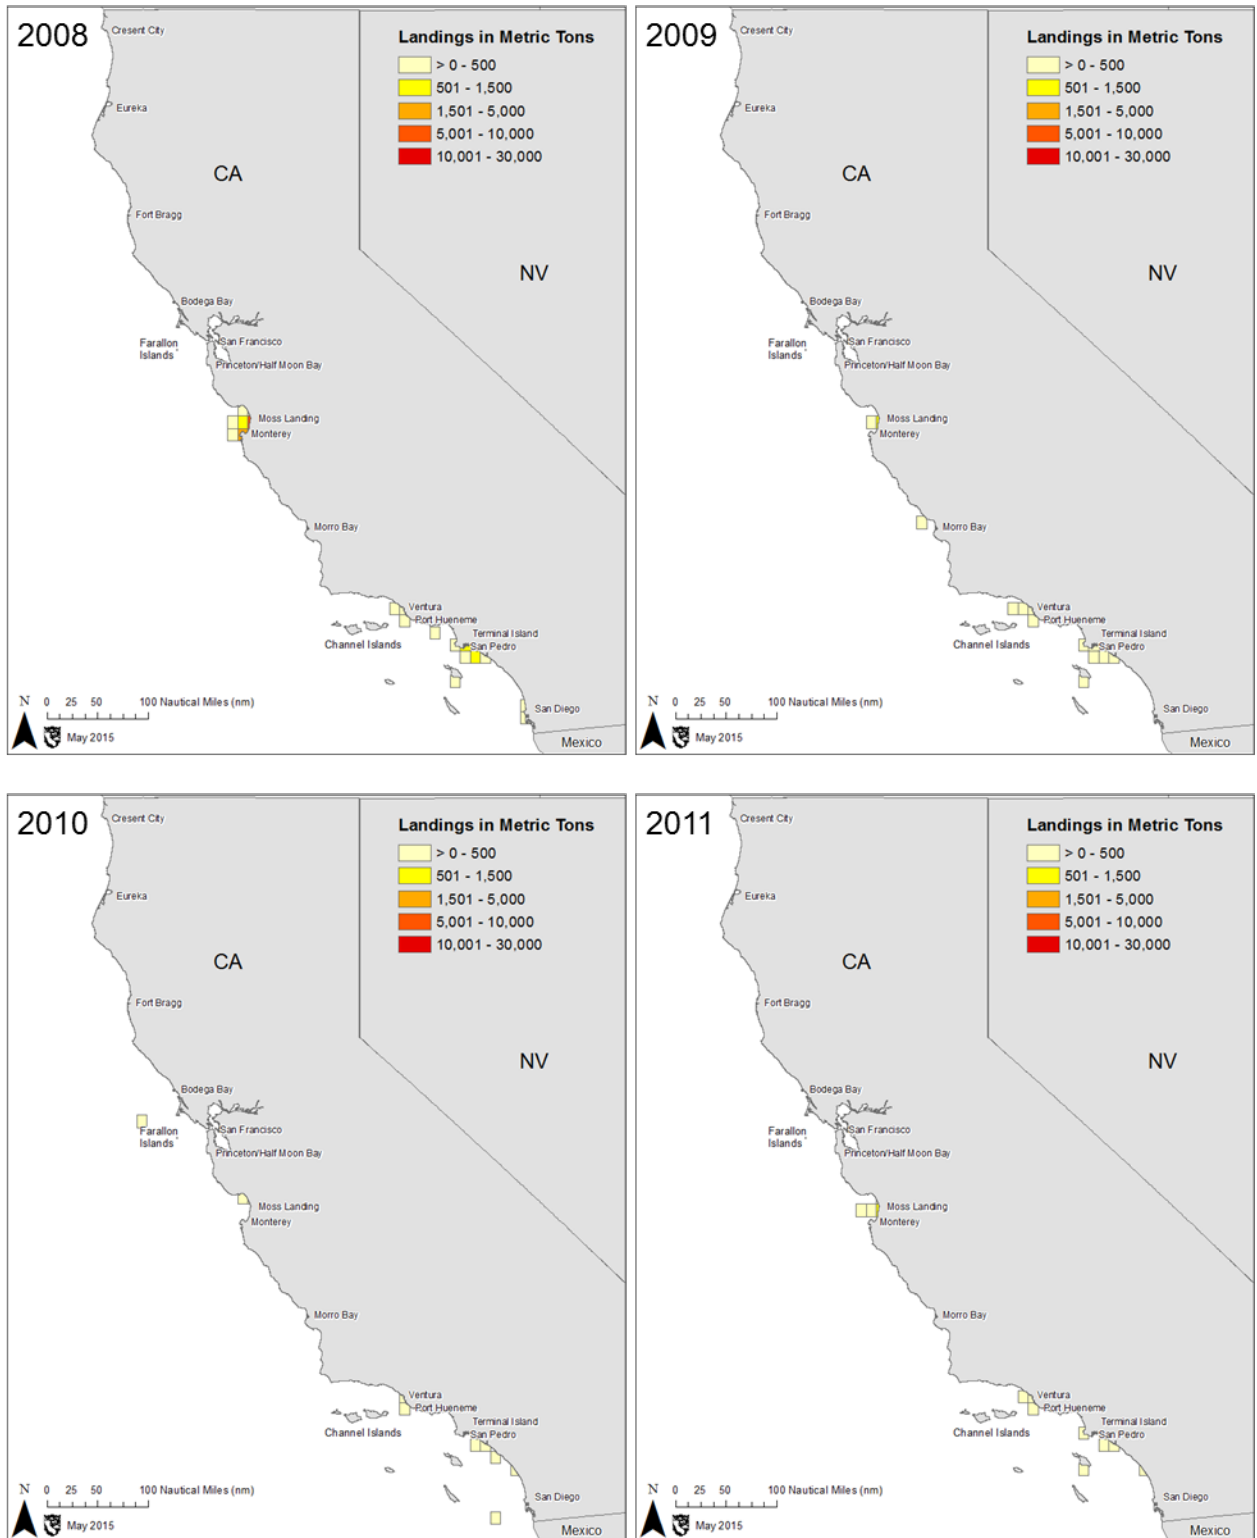 2008
Landings in Metric Tons
> 0 - 500
501 - 1,500
1,501 - 5,000
5,001 - 10,000
10,001 - 30,000
Cresent City
Eureka
CA
Fort Bragg
NV
Bodega Bay
Farallon
Islands
San Francisco
Princeton/Half Moon Bay
Moss Landing
Monterey
Morro Bay
Ventura
Port Hueneme
Channel Islands
Terminal Island
San Pedro
N
0 25 50 100 Nautical Miles (nm)
May 2015
San Diego
Mexico
2009
Landings in Metric Tons
> 0 - 500
501 - 1,500
1,501 - 5,000
5,001 - 10,000
10,001 - 30,000
Cresent City
Eureka
CA
Fort Bragg
NV
Bodega Bay
Farallon
Islands
San Francisco
Princeton/Half Moon Bay
Moss Landing
Monterey
Morro Bay
Ventura
Port Hueneme
Channel Islands
Terminal Island
San Pedro
N
0 25 50 100 Nautical Miles (nm)
May 2015
San Diego
Mexico
2010
Landings in Metric Tons
> 0 - 500
501 - 1,500
1,501 - 5,000
5,001 - 10,000
10,001 - 30,000
Cresent City
Eureka
CA
Fort Bragg
NV
Bodega Bay
Farallon
Islands
San Francisco
Princeton/Half Moon Bay
Moss Landing
Monterey
Morro Bay
Ventura
Port Hueneme
Channel Islands
Terminal Island
San Pedro
N
0 25 50 100 Nautical Miles (nm)
May 2015
San Diego
Mexico
2011
Landings in Metric Tons
> 0 - 500
501 - 1,500
1,501 - 5,000
5,001 - 10,000
10,001 - 30,000
Cresent City
Eureka
CA
Fort Bragg
NV
Bodega Bay
Farallon
Islands
San Francisco
Princeton/Half Moon Bay
Moss Landing
Monterey
Morro Bay
Ventura
Port Hueneme
Channel Islands
Terminal Island
San Pedro
N
0 25 50 100 Nautical Miles (nm)
May 2015
San Diego
Mexico